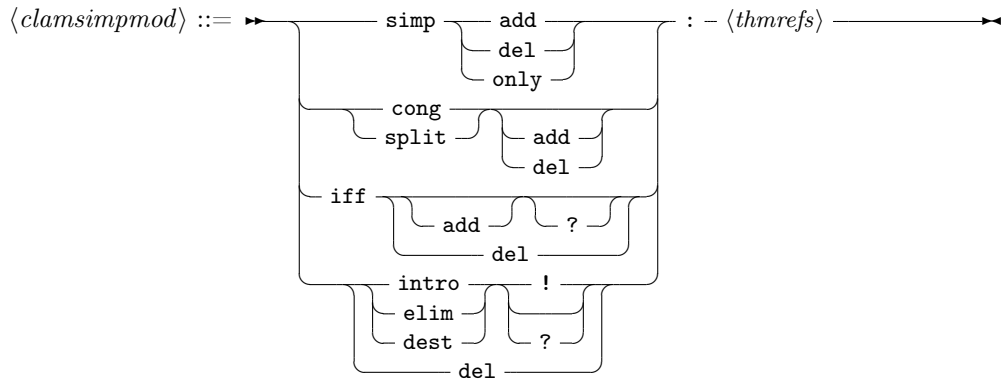 ⟨clamsimpmod⟩ ::= simp add : ⟨thmrefs⟩
del
only
cong
split add
del
iff
add ?
del
intro !
elim
dest ?
del